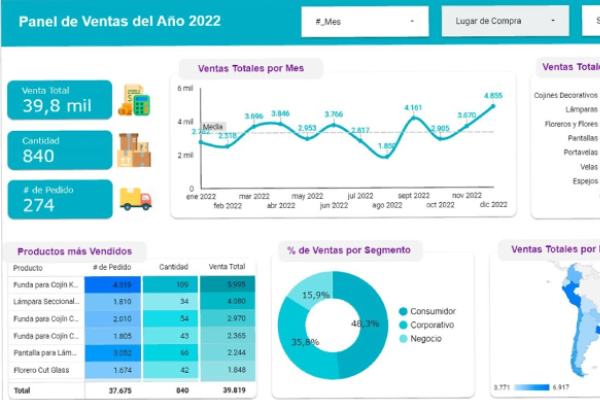 Panel de Ventas del Año 2022
#_Mes
Lugar de Compra
S
Venta Total
39,8 mil
Cantidad
840
# de Pedido
274
Ventas Totales por Mes
6 mil
4 mil
2 mil
0
Media
2.318
3.696
3.846
2.953
3.766
2.837
4.161
2.905
3.670
4.855
ene 2022
feb 2022
mar 2022
abr 2022
may 2022
jun 2022
jul 2022
ago 2022
sept 2022
oct 2022
nov 2022
dic 2022
Ventas Totale
Cojines Decorativos
Lámparas
Floreros y Flores
Pantallas
Portavelas
Velas
Espejos
Productos más Vendidos
Producto # de Pedido Cantidad Venta Total
Funda para Cojín K... 4.319 109 5.995
Lámpara Seccional... 1.810 34 4.080
Funda para Cojín C... 2.010 54 2.970
Funda para Cojín C... 1.805 43 2.365
Pantalla para Lám... 3.052 66 2.244
Florero Cut Glass 1.674 42 1.848
Total 37.675 840 39.819
% de Ventas por Segmento
48,3%
35,8%
15,9%
Consumidor
Corporativo
Negocio
Ventas Totales por
3.771 6.917